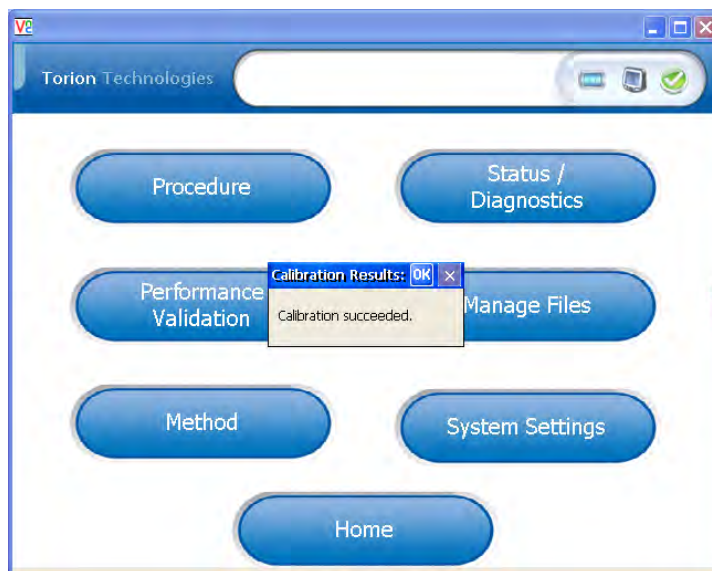 Torion Technologies
Procedure
Status /
Diagnostics
Calibration Results: OK
Calibration succeeded.
Performance
Validation
Manage Files
Method
System Settings
Home